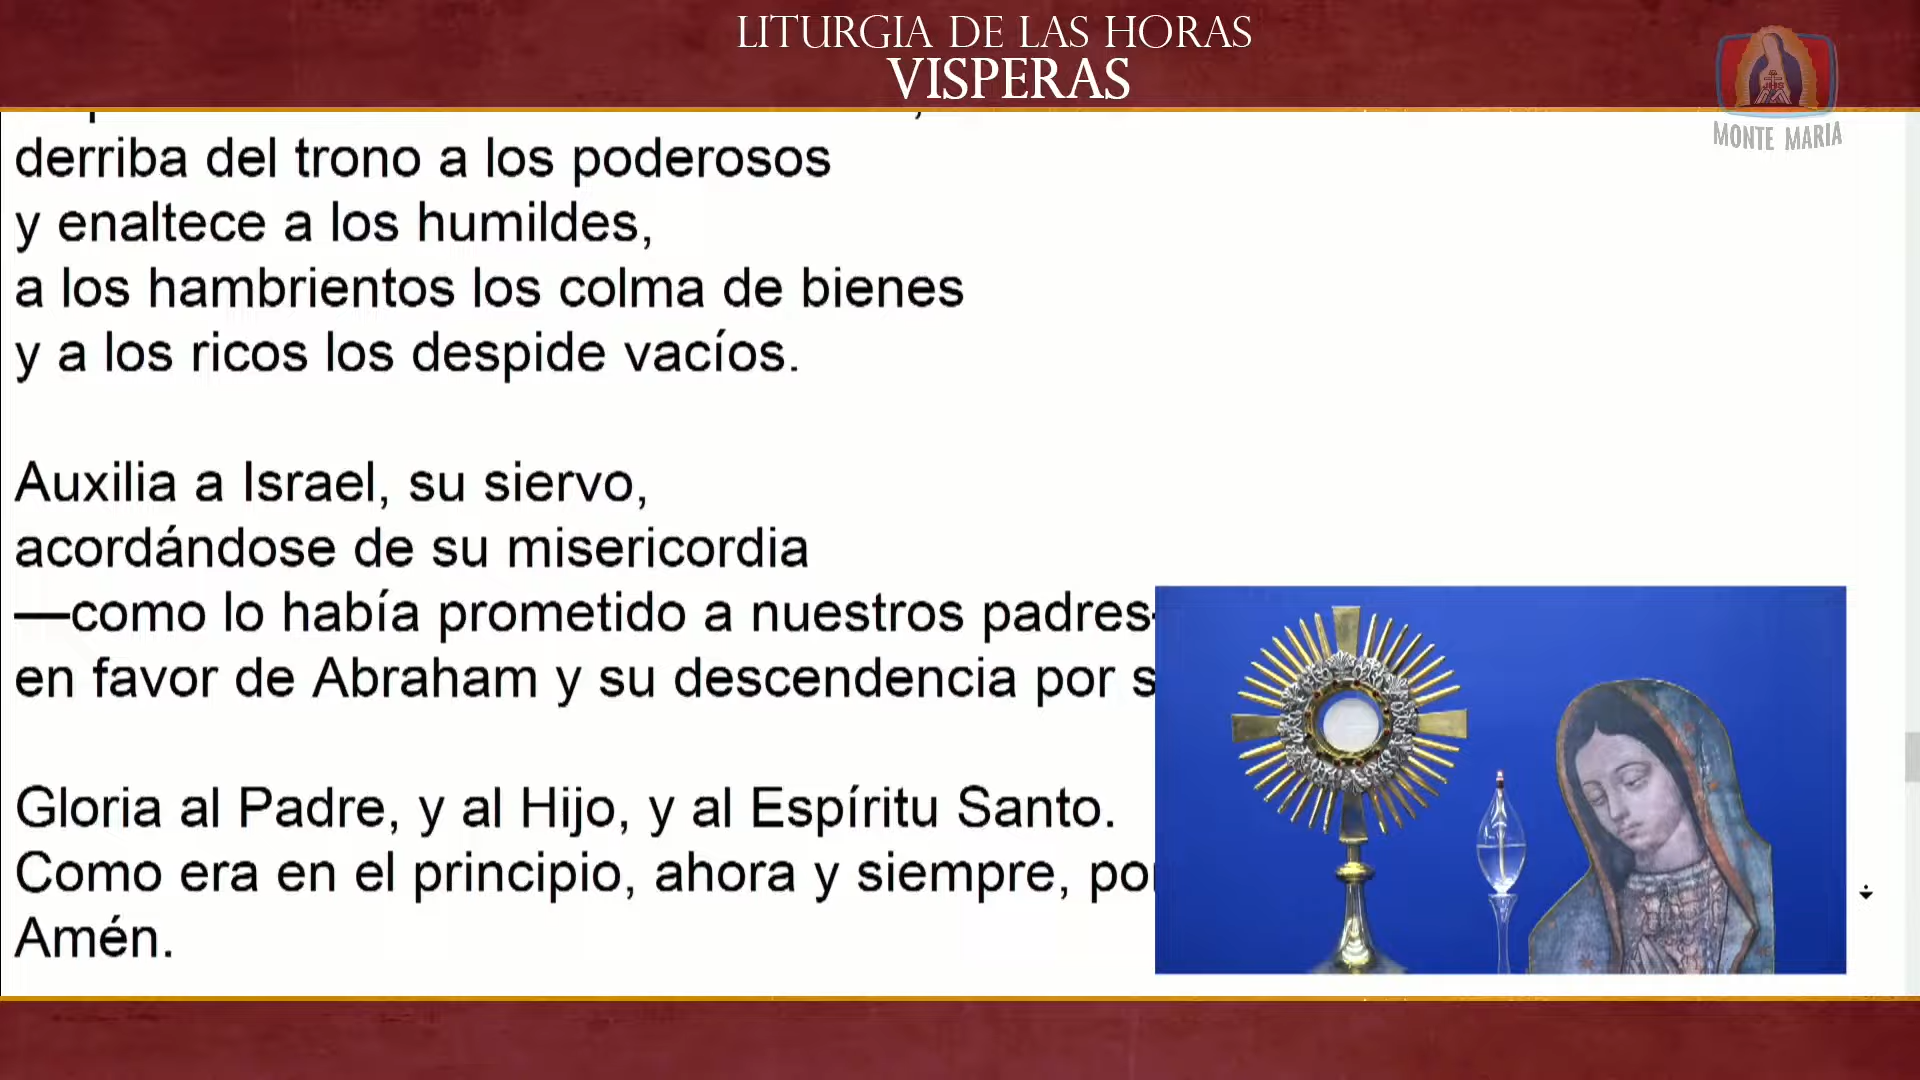 LITURGIA DE LAS HORAS
VISPERAS
MONTE MARIA
derriba del trono a los poderosos
y enaltece a los humildes,
a los hambrientos los colma de bienes
y a los ricos los despide vacíos.
Auxilia a Israel, su siervo,
acordándose de su misericordia
—como lo había prometido a nuestros padres-
en favor de Abraham y su descendencia por s
Gloria al Padre, y al Hijo, y al Espíritu Santo.
Como era en el principio, ahora y siempre, por
Amén.